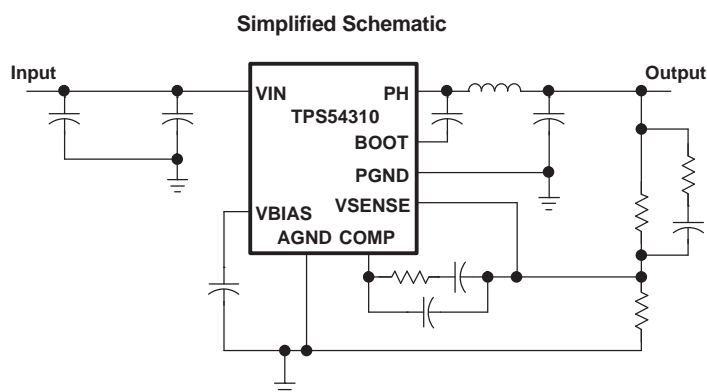 Simplified Schematic
Input
Output
VIN
PH
TPS54310
BOOT
PGND
VBIAS
VSENSE
AGND COMP